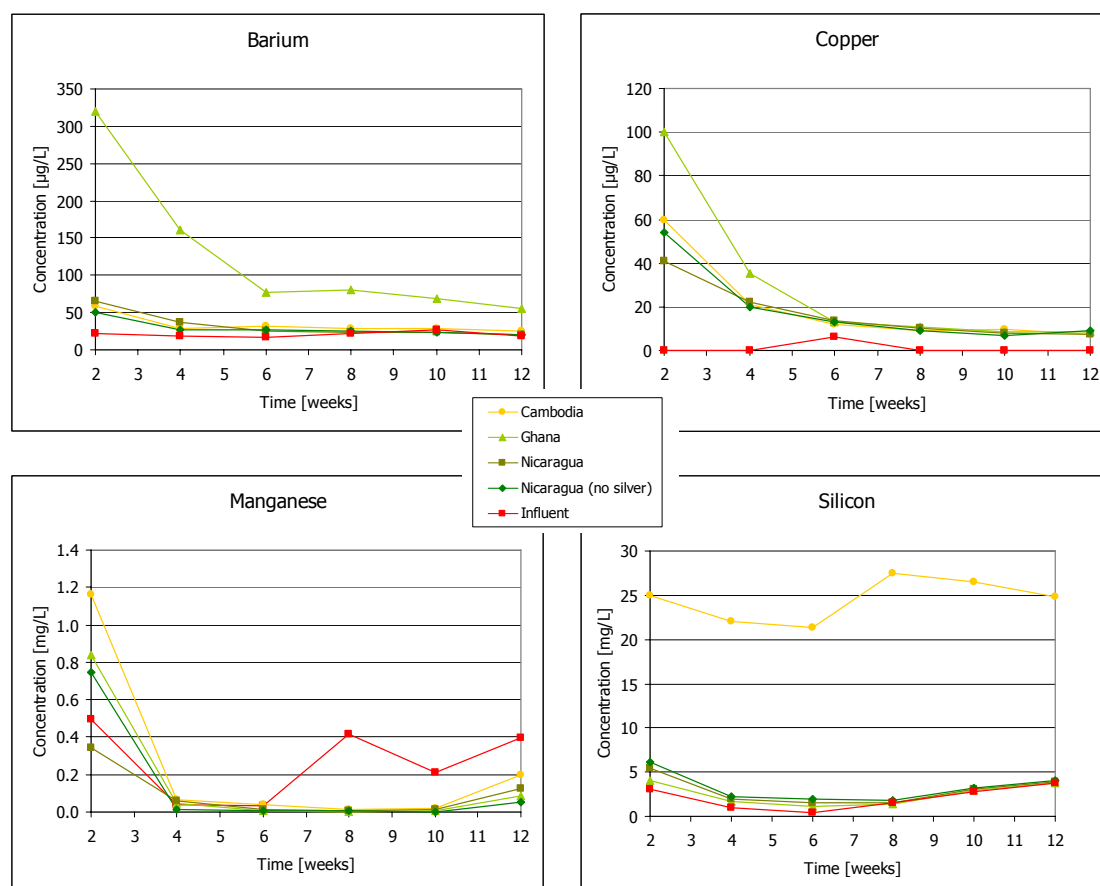 Barium
350
300
250
200
150
100
50
0
Concentration [µg/L]
2 3 4 5 6 7 8 9 10 11 12
Time [weeks]
Copper
120
100
80
60
40
20
0
Concentration [µg/L]
2 3 4 5 6 7 8 9 10 11 12
Time [weeks]
Cambodia
Ghana
Nicaragua
Nicaragua (no silver)
Influent
Manganese
1.4
1.2
1.0
0.8
0.6
0.4
0.2
0.0
Concentration [mg/L]
2 3 4 5 6 7 8 9 10 11 12
Time [weeks]
Silicon
30
25
20
15
10
5
0
Concentration [mg/L]
2 3 4 5 6 7 8 9 10 11 12
Time [weeks]